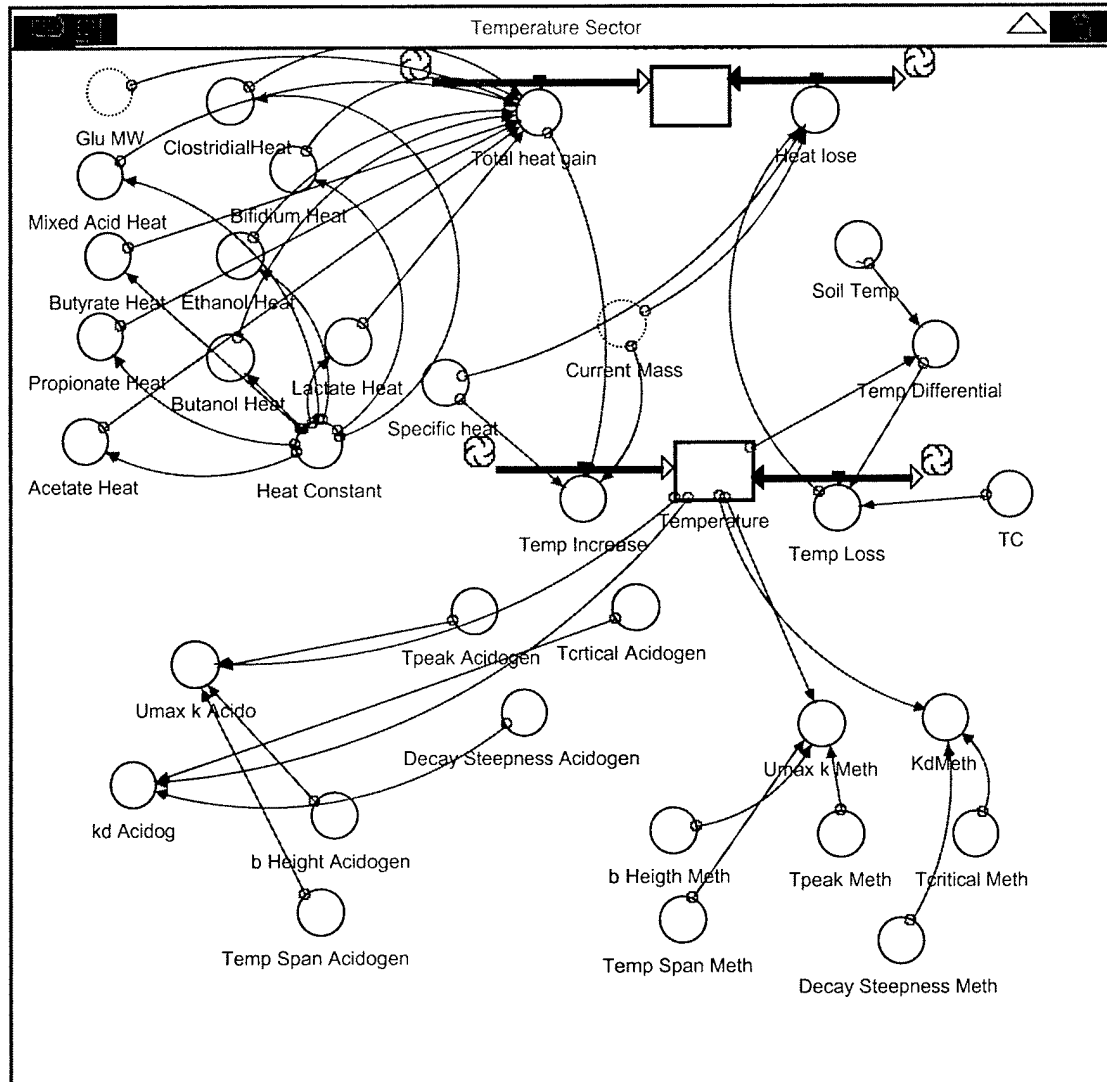 Temperature Sector
Glu MW
ClostridialHeat
Total heat gain
Heat lose
Mixed Acid Heat
Bifidium Heat
Butyrate Heat
Ethanol Heat
Soil Temp
Propionate Heat
Butanol Heat
Lactate Heat
Current Mass
Temp Differential
Specific heat
Acetate Heat
Heat Constant
Temp Increase
Temperature
Temp Loss
TC
Tpeak Acidogen
Tcrtical Acidogen
Umax k Acido
Decay Steepness Acidogen
Umax k Meth
KdMeth
kd Acidog
b Height Acidogen
b Heigth Meth
Tpeak Meth
Tcritical Meth
Temp Span Acidogen
Temp Span Meth
Decay Steepness Meth